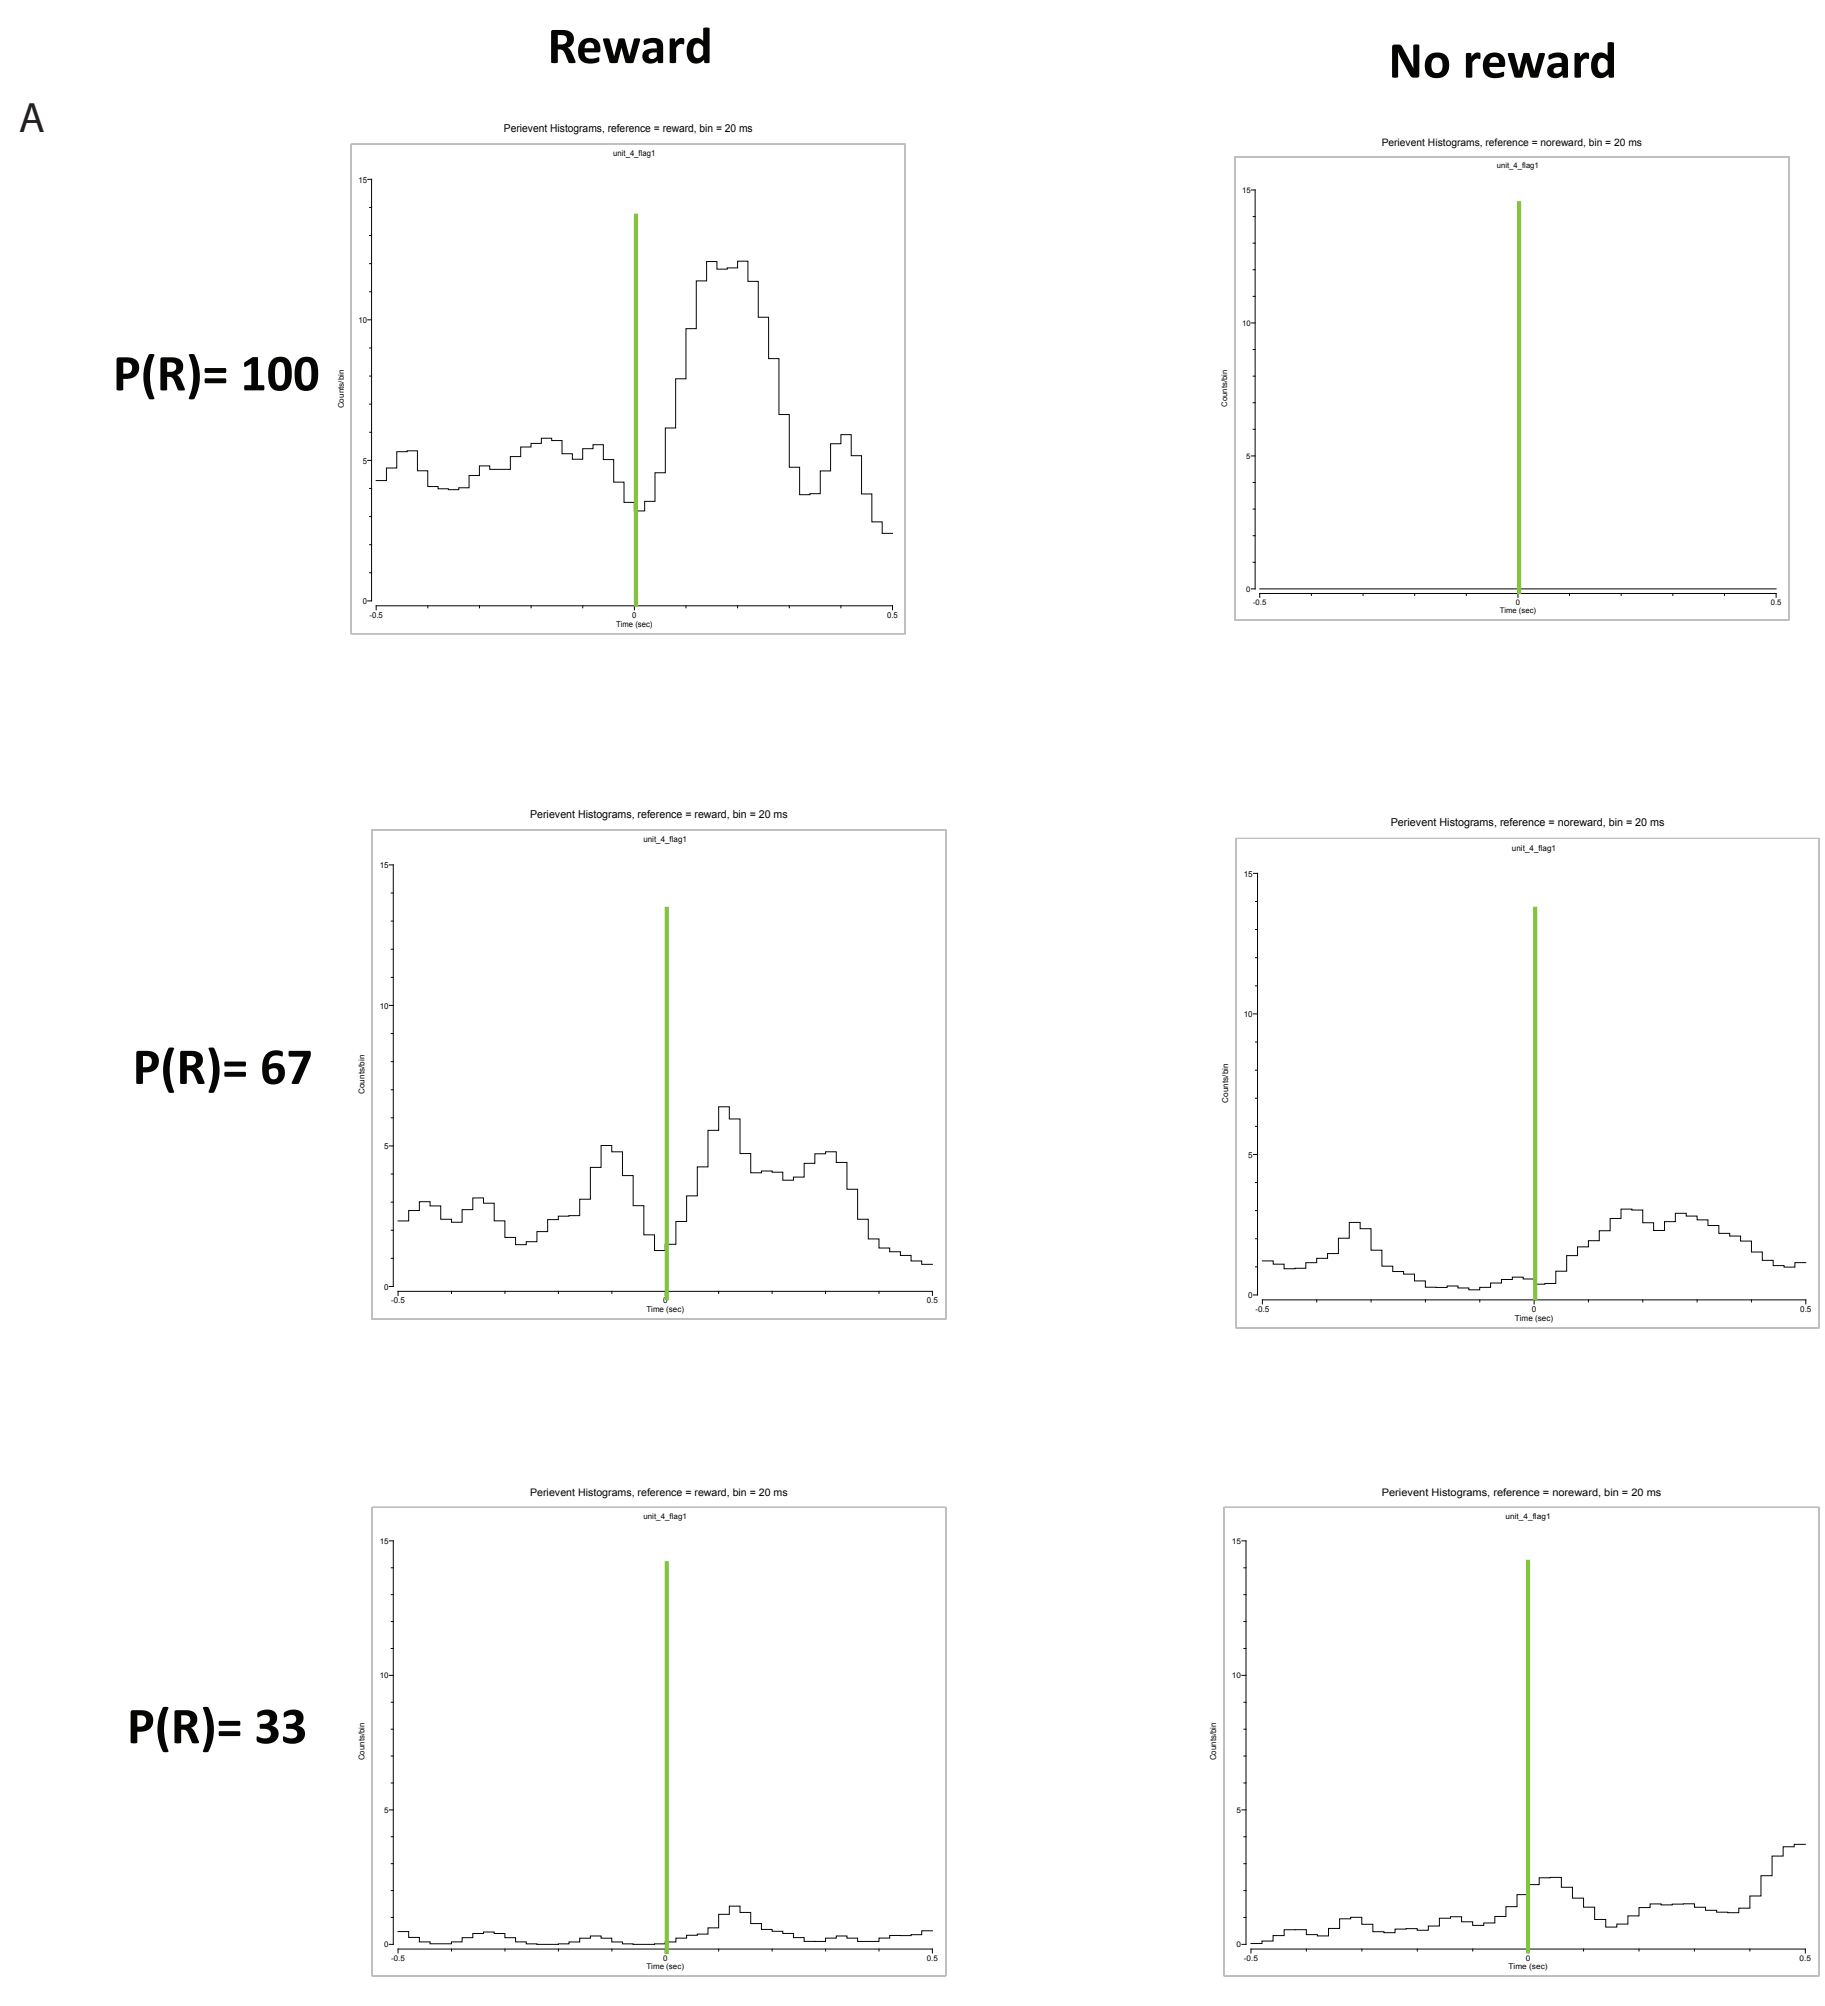 Reward
No reward
A
Perievent Histograms, reference = reward, bin = 20 ms
unit_4_flag1
15
10
5
0
Counts/bin
-0.5
0
0.5
Time (sec)
Perievent Histograms, reference = noreward, bin = 20 ms
unit_4_flag1
15
10
5
0
Counts/bin
-0.5
0
0.5
Time (sec)
P(R)= 100
Perievent Histograms, reference = reward, bin = 20 ms
unit_4_flag1
15
10
5
0
Counts/bin
-0.5
0
0.5
Time (sec)
Perievent Histograms, reference = noreward, bin = 20 ms
unit_4_flag1
15
10
5
0
Counts/bin
-0.5
0
0.5
Time (sec)
P(R)= 67
Perievent Histograms, reference = reward, bin = 20 ms
unit_4_flag1
15
10
5
0
Counts/bin
-0.5
0
0.5
Time (sec)
Perievent Histograms, reference = noreward, bin = 20 ms
unit_4_flag1
15
10
5
0
Counts/bin
-0.5
0
0.5
Time (sec)
P(R)= 33